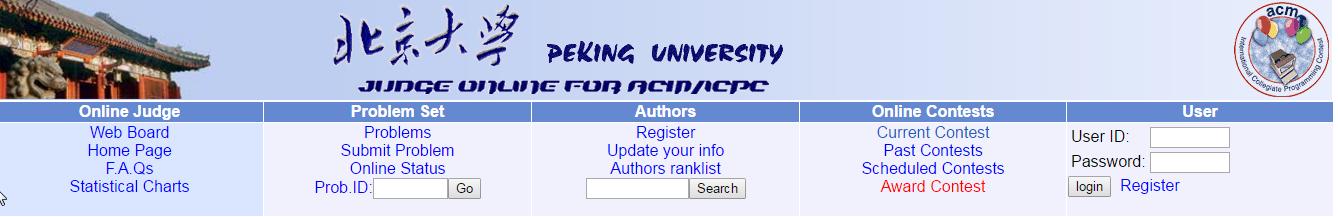 北京大學 PEKING UNIVERSITY
JUDGE ONLINE FOR ACM/ICPC
acm
International Collegiate Programming Contest
Online Judge
Web Board
Home Page
F.A.Qs
Statistical Charts
Problem Set
Problems
Submit Problem
Online Status
Prob.ID: Go
Authors
Register
Update your info
Authors ranklist
Search
Online Contests
Current Contest
Past Contests
Scheduled Contests
Award Contest
User
User ID:
Password:
login Register